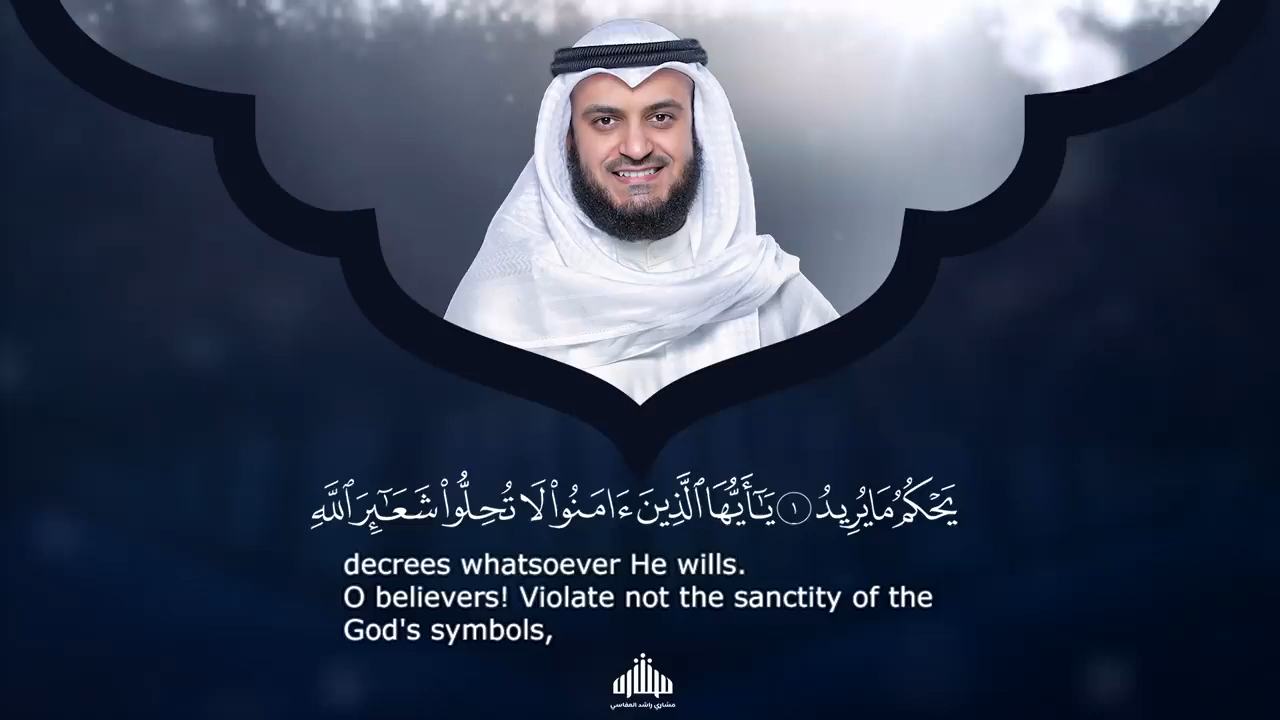 يَحْكُمُ مَا يُرِيدُ ۝١ يَـٰٓأَيُّهَا ٱلَّذِينَ ءَامَنُوا۟ لَا تُحِلُّوا۟ شَعَـٰٓئِرَ ٱللَّهِ
decrees whatsoever He wills.
O believers! Violate not the sanctity of the
God's symbols,
مشاري راشد العفاسي